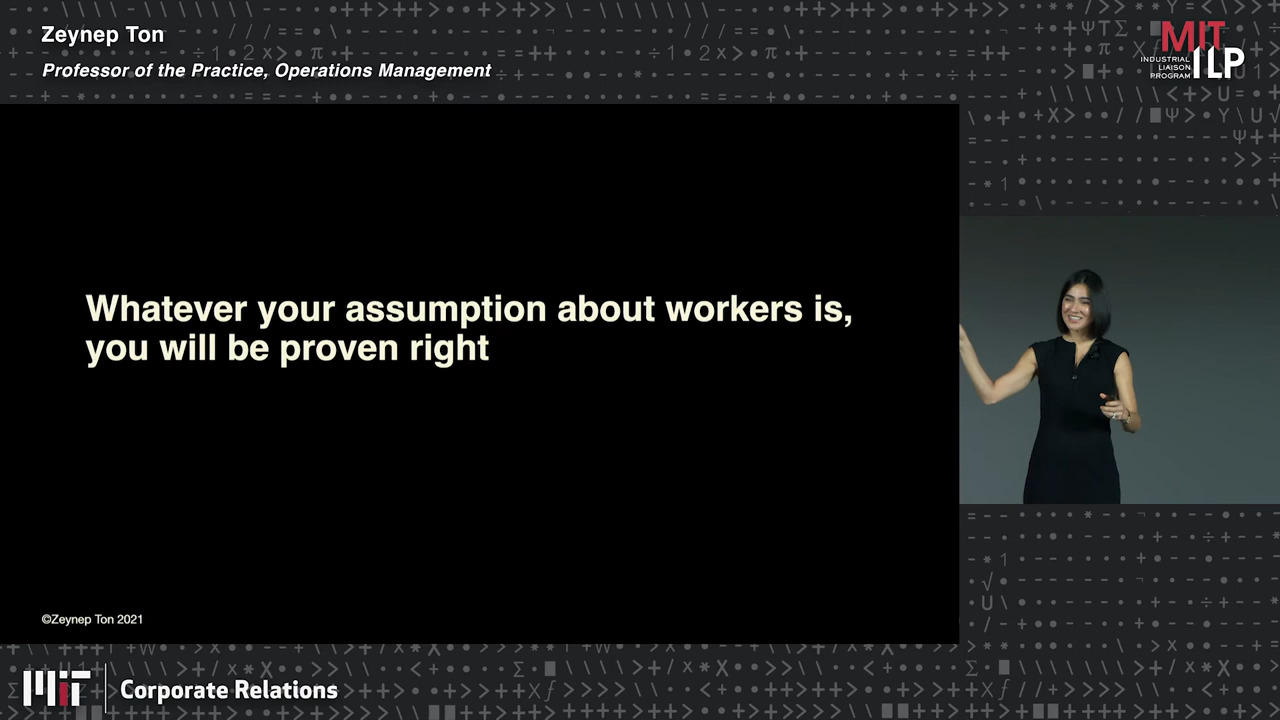 Zeynep Ton
Professor of the Practice, Operations Management
MIT
INDUSTRIAL
LIAISON
PROGRAM
ILP
Whatever your assumption about workers is,
you will be proven right
©Zeynep Ton 2021
MIT
Corporate Relations